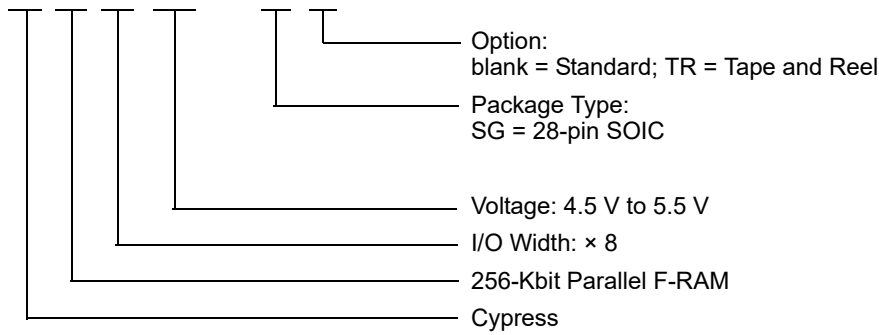 Option:
blank = Standard; TR = Tape and Reel
Package Type:
SG = 28-pin SOIC
Voltage: 4.5 V to 5.5 V
I/O Width: × 8
256-Kbit Parallel F-RAM
Cypress